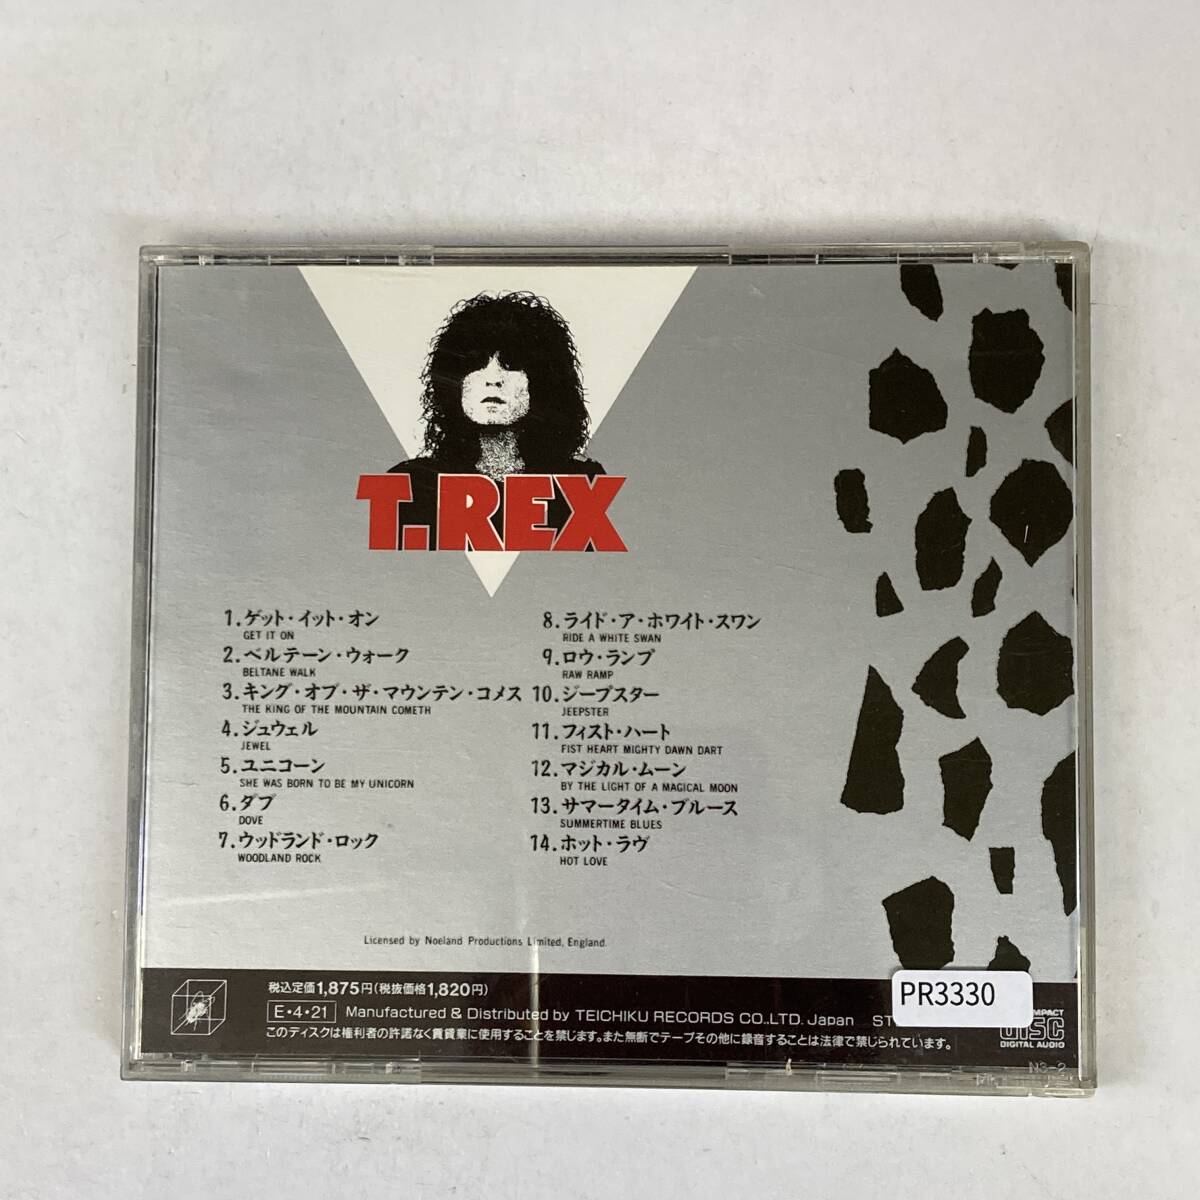 T.REX
1.ゲット・イット・オン
GET IT ON
2.ベルテーン・ウォーク
BELTANE WALK
3.キング・オブ・ザ・マウンテン・コメス
THE KING OF THE MOUNTAIN COMETH
4.ジュウェル
JEWEL
5.ユニコーン
SHE WAS BORN TO BE MY UNICORN
6.ダブ
DOVE
7.ウッドランド・ロック
WOODLAND ROCK
8.ライド・ア・ホワイト・スワン
RIDE A WHITE SWAN
9.ロウ・ランプ
RAW RAMP
10.ジープスター
JEEPSTER
11.フィスト・ハート
FIST HEART MIGHTY DAWN DART
12.マジカル・ムーン
BY THE LIGHT OF A MAGICAL MOON
13.サマータイム・ブルース
SUMMERTIME BLUES
14.ホット・ラヴ
HOT LOVE
Licensed by Noeland Productions Limited, England.
税込定価1,875円(税抜価格1,820円)
E・4・21 Manufactured & Distributed by TEICHIKU RECORDS CO.,LTD. Japan ST
このディスクは権利者の許諾なく賃貸業に使用することを禁じます。また無断でテープその他に録音することは法律で禁じられています。
PR3330
DISC
DIGITAL AUDIO
N3-2